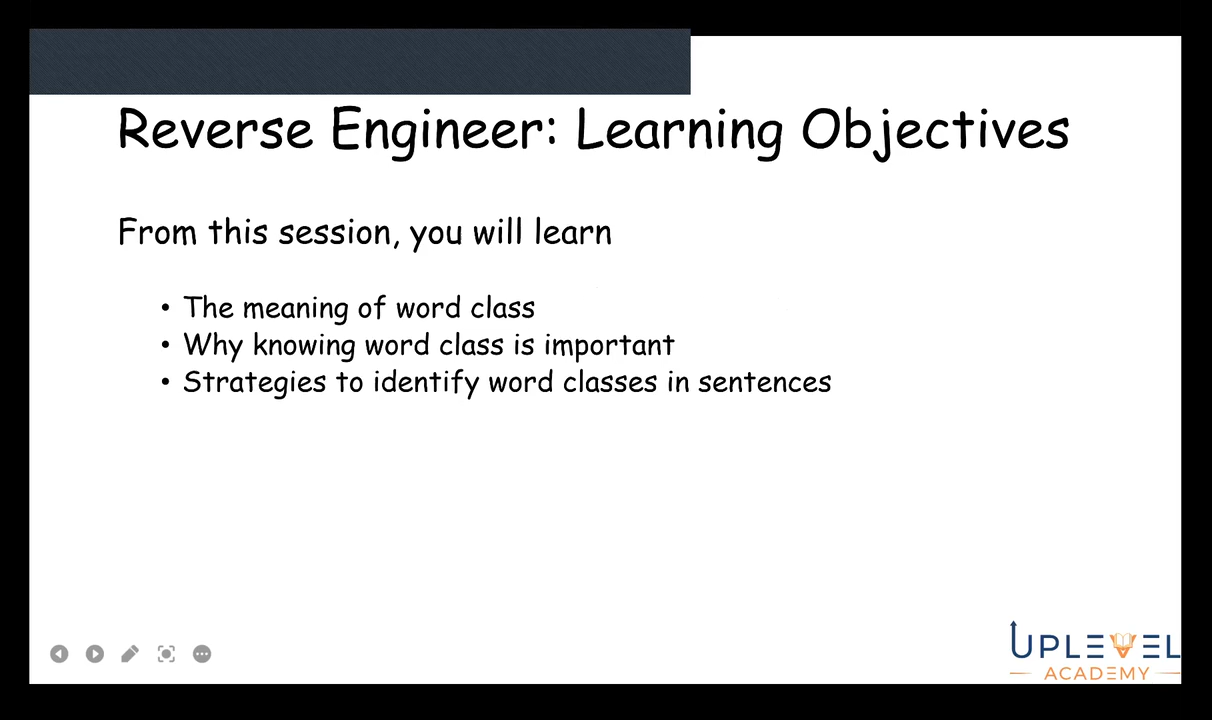 Reverse Engineer: Learning Objectives
From this session, you will learn
• The meaning of word class
• Why knowing word class is important
• Strategies to identify word classes in sentences
UPLEVEL
ACADEMY